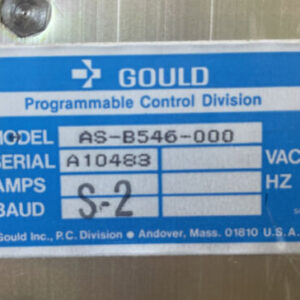 GOULD
Programmable Control Division
MODEL AS-B546-000
SERIAL A10483 VAC
AMPS HZ
BAUD S-2
Gould Inc., P.C. Division ● Andover, Mass. 01810 U.S.A.